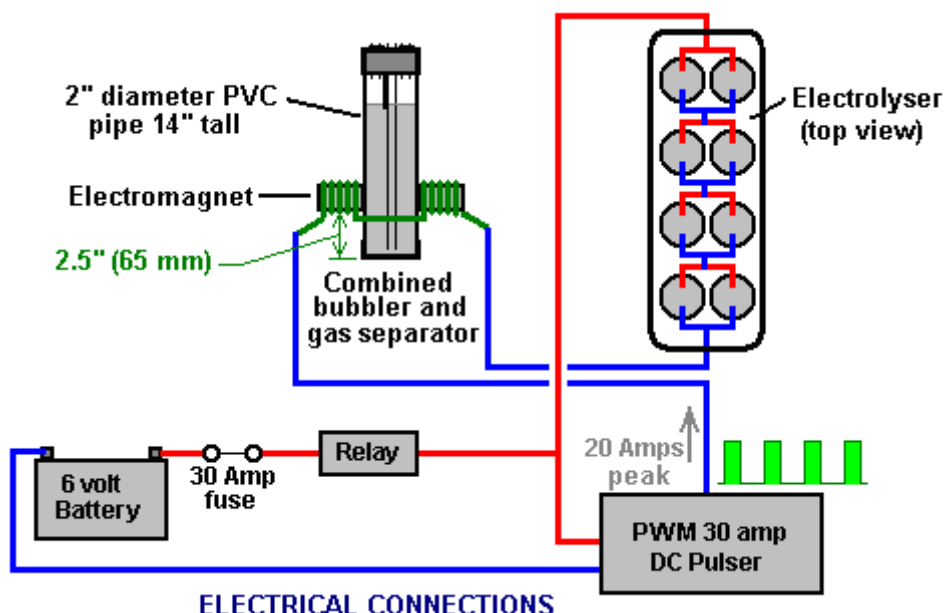 2" diameter PVC
pipe 14" tall
Electromagnet
2.5" (65 mm)
Combined
bubbler and
gas separator
Electrolyser
(top view)
6 volt
Battery
30 Amp
fuse
Relay
20 Amps
peak
PWM 30 amp
DC Pulser
ELECTRICAL CONNECTIONS